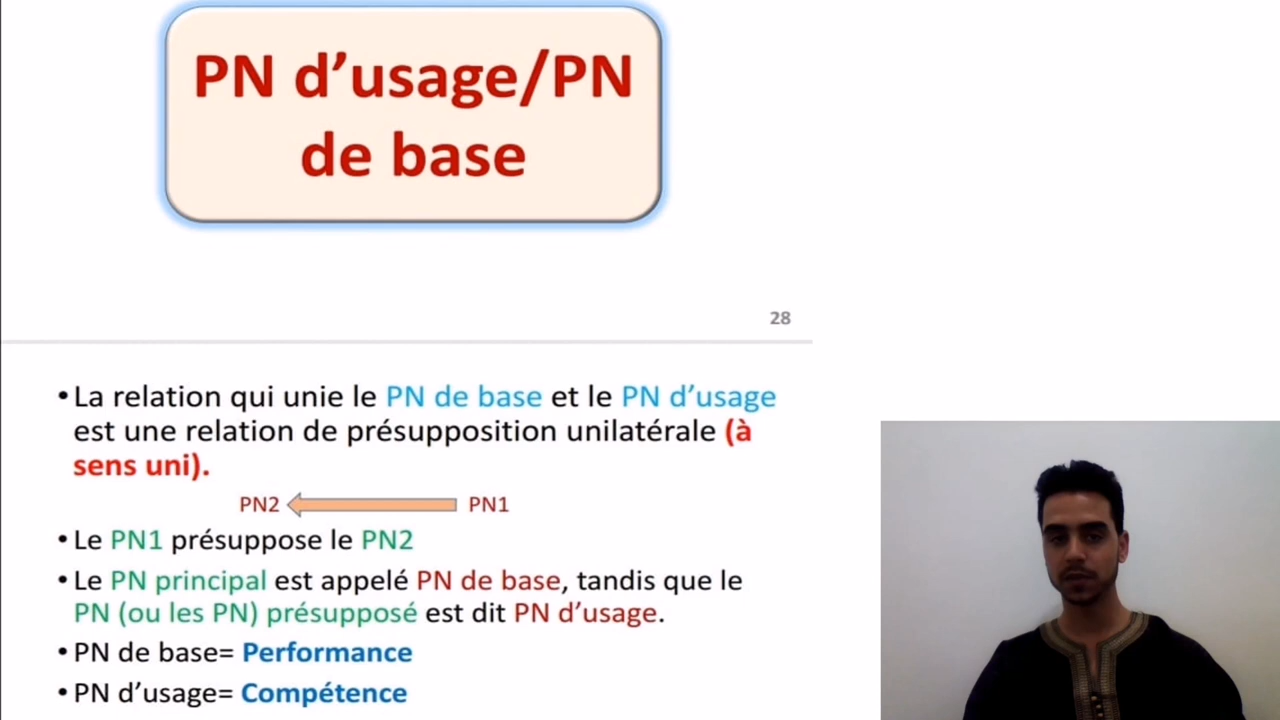 PN d’usage/PN
de base
28
•La relation qui unie le PN de base et le PN d’usage
est une relation de présupposition unilatérale (à
sens uni).
PN2 PN1
•Le PN1 présuppose le PN2
•Le PN principal est appelé PN de base, tandis que le
PN (ou les PN) présupposé est dit PN d’usage.
•PN de base= Performance
•PN d’usage= Compétence